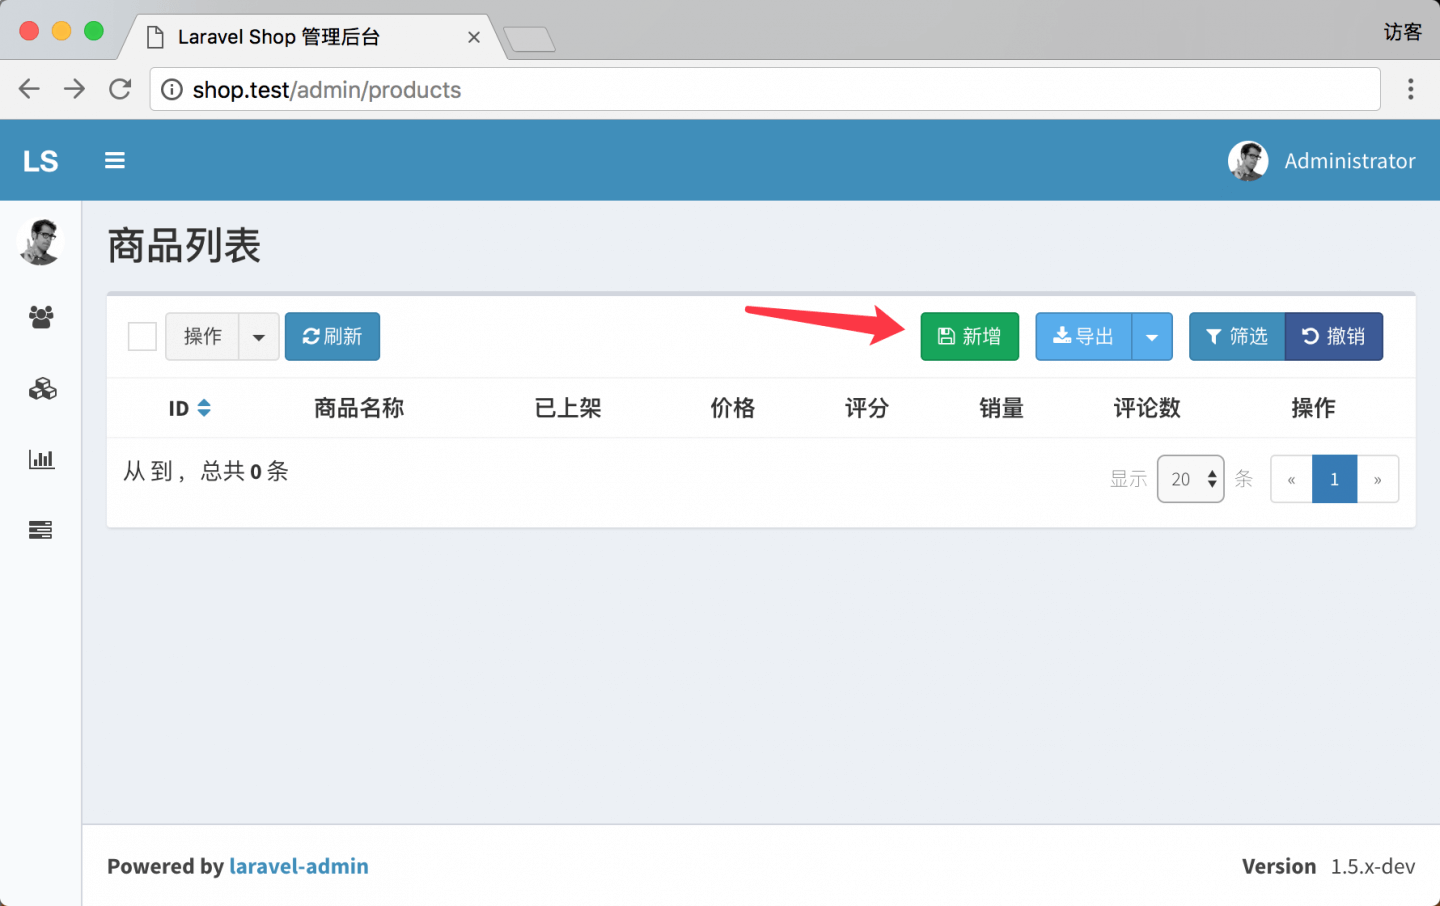 Laravel Shop 管理后台
访客
shop.test/admin/products
LS
Administrator
商品列表
操作 刷新 新增 导出 筛选 撤销
ID 商品名称 已上架 价格 评分 销量 评论数 操作
从 到 ，总共 0 条
显示 20 条 « 1 »
Powered by laravel-admin
Version 1.5.x-dev